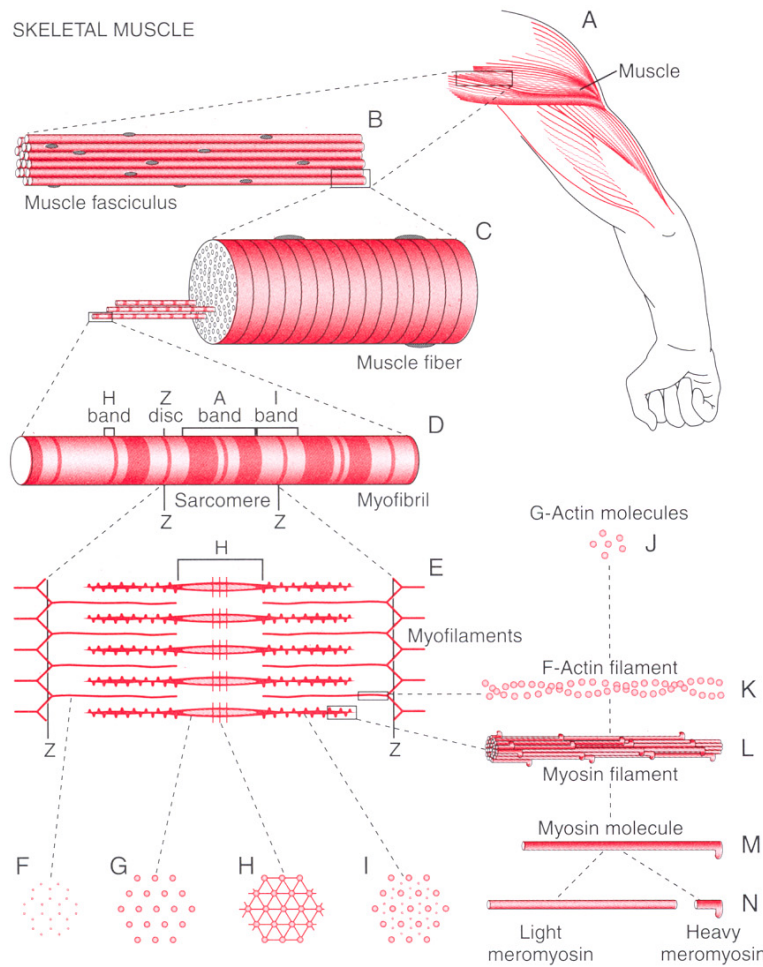 SKELETAL MUSCLE
A
Muscle
B
Muscle fasciculus
C
Muscle fiber
H band
Z disc
A band
I band
D
Sarcomere
Myofibril
Z
Z
G-Actin molecules
J
H
E
Myofilaments
F-Actin filament
K
L
Myosin filament
Z
Z
Myosin molecule
M
F
G
H
I
N
Light
meromyosin
Heavy
meromyosin